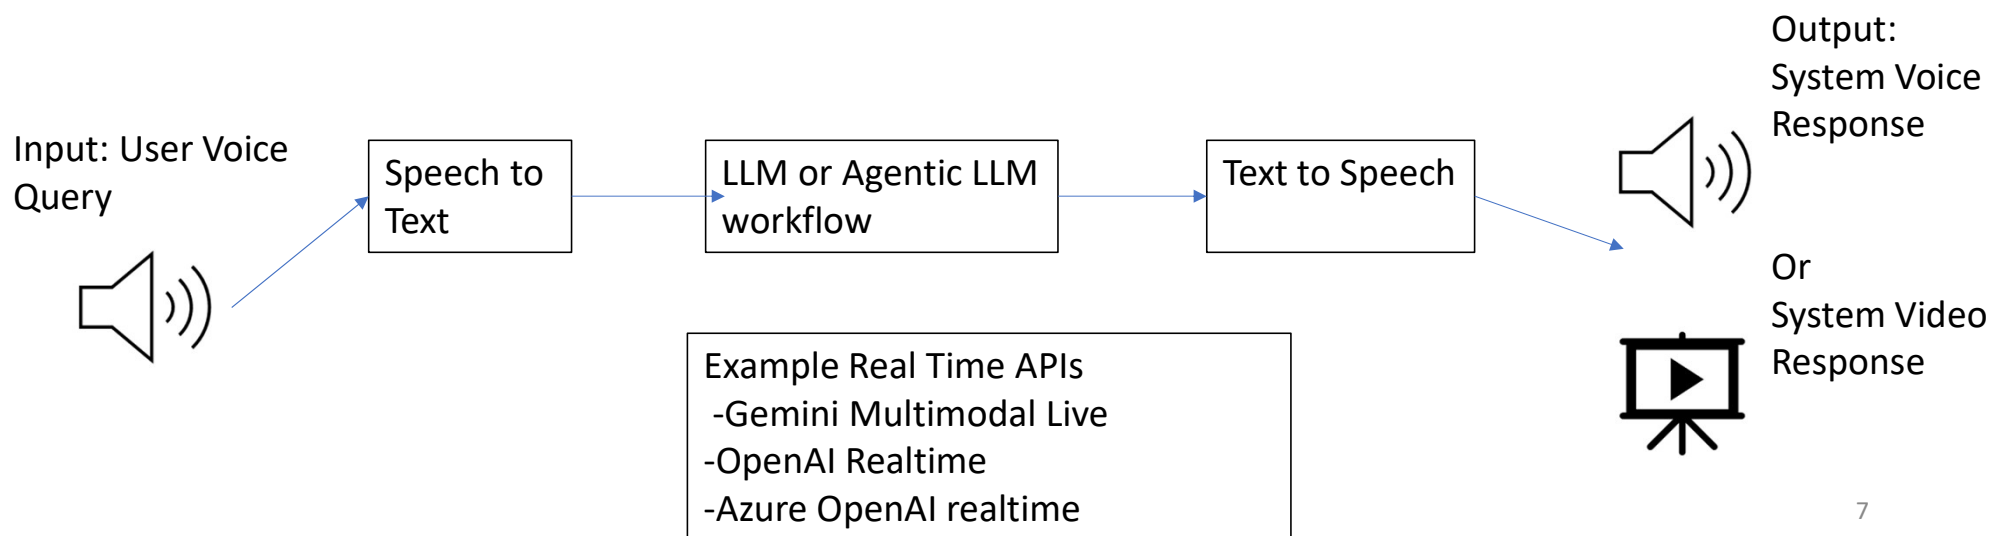 Input: User Voice
Query
Speech to
Text
LLM or Agentic LLM
workflow
Text to Speech
Output:
System Voice
Response
Or
System Video
Response
Example Real Time APIs
-Gemini Multimodal Live
-OpenAI Realtime
-Azure OpenAI realtime
7